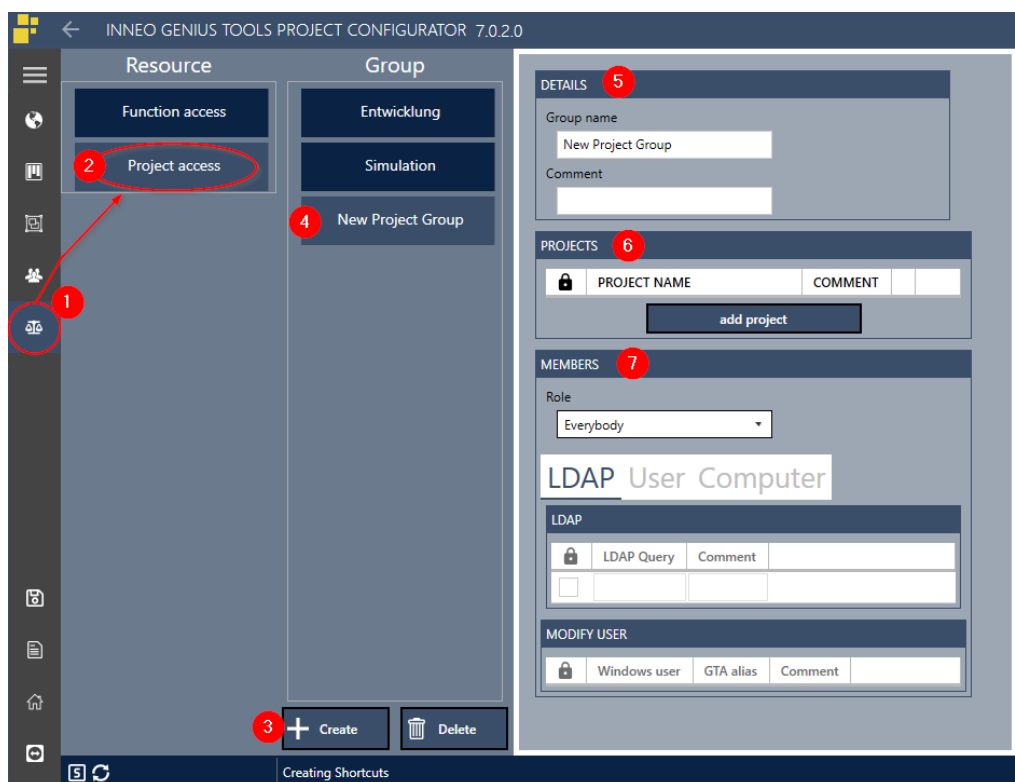 INNEO GENIUS TOOLS PROJECT CONFIGURATOR 7.0.2.0
Resource
Group
Function access
Entwicklung
2
Project access
Simulation
4
New Project Group
1
3
Create
Delete
DETAILS
5
Group name
New Project Group
Comment
PROJECTS
6
PROJECT NAME
COMMENT
add project
MEMBERS
7
Role
Everybody
LDAP User Computer
LDAP
LDAP Query
Comment
MODIFY USER
Windows user
GTA alias
Comment
S
Creating Shortcuts